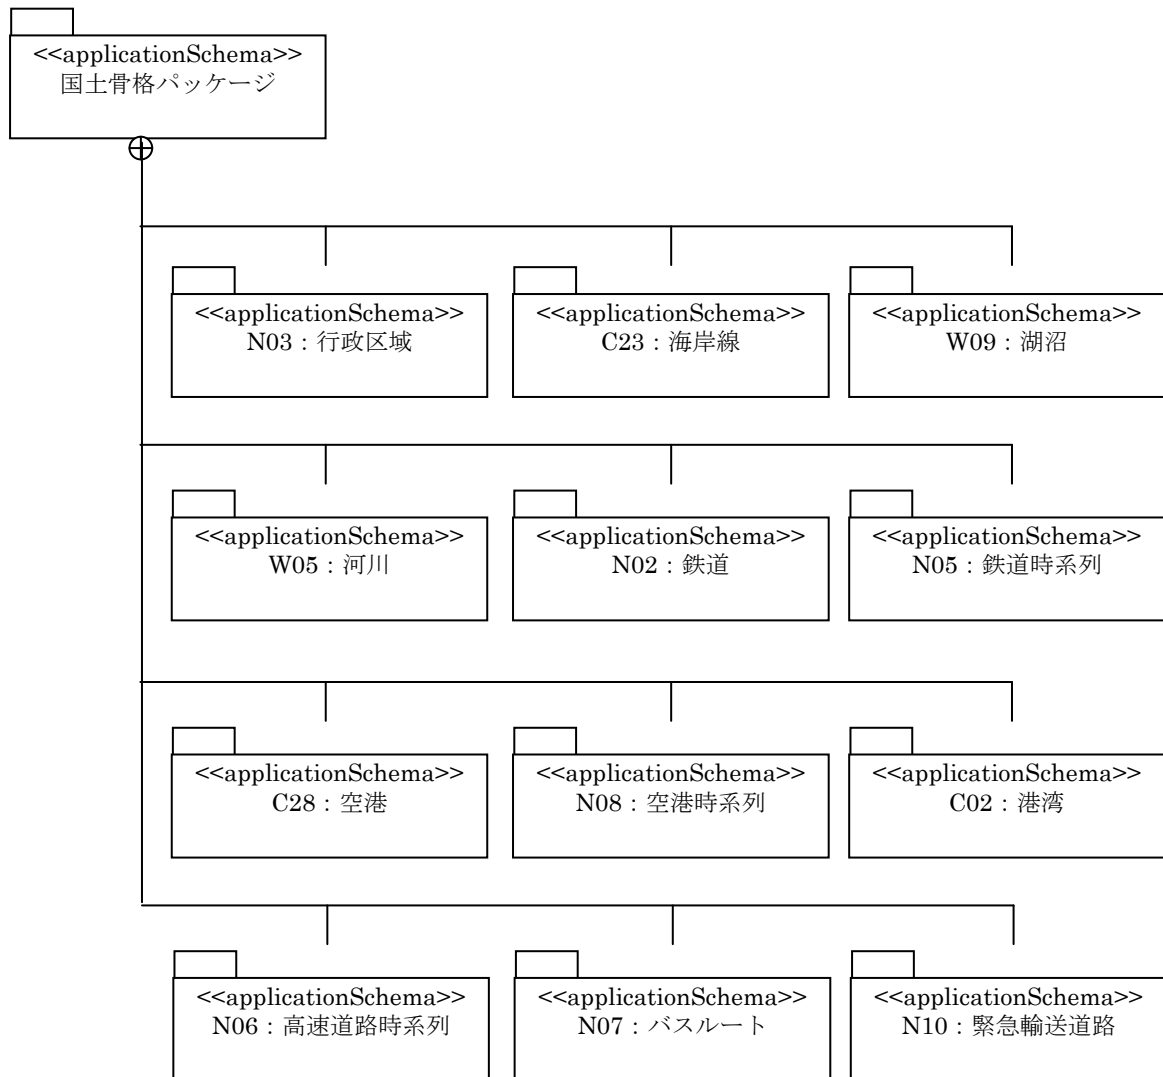 <<applicationSchema>>
国土骨格パッケージ
<<applicationSchema>>
N03：行政区域
<<applicationSchema>>
C23：海岸線
<<applicationSchema>>
W09：湖沼
<<applicationSchema>>
W05：河川
<<applicationSchema>>
N02：鉄道
<<applicationSchema>>
N05：鉄道時系列
<<applicationSchema>>
C28：空港
<<applicationSchema>>
N08：空港時系列
<<applicationSchema>>
C02：港湾
<<applicationSchema>>
N06：高速道路時系列
<<applicationSchema>>
N07：バスルート
<<applicationSchema>>
N10：緊急輸送道路